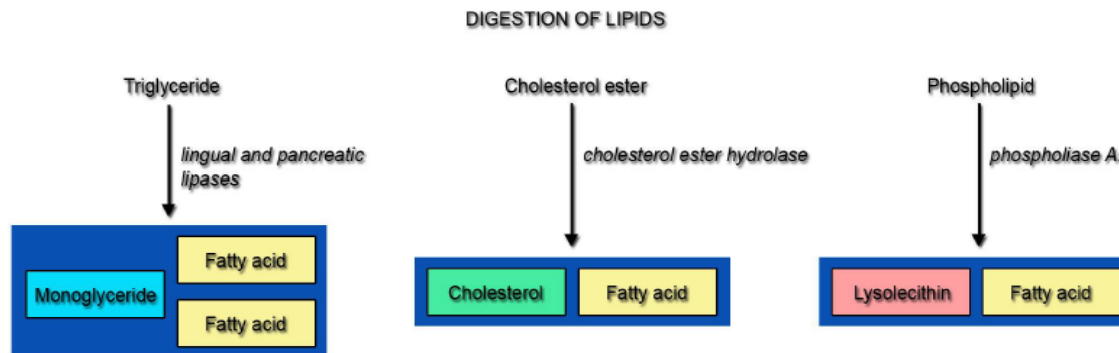 DIGESTION OF LIPIDS
Triglyceride
Cholesterol ester
Phospholipid
lingual and pancreatic
lipases
cholesterol ester hydrolase
phospholiase A
Monoglyceride
Fatty acid
Fatty acid
Cholesterol
Fatty acid
Lysolecithin
Fatty acid